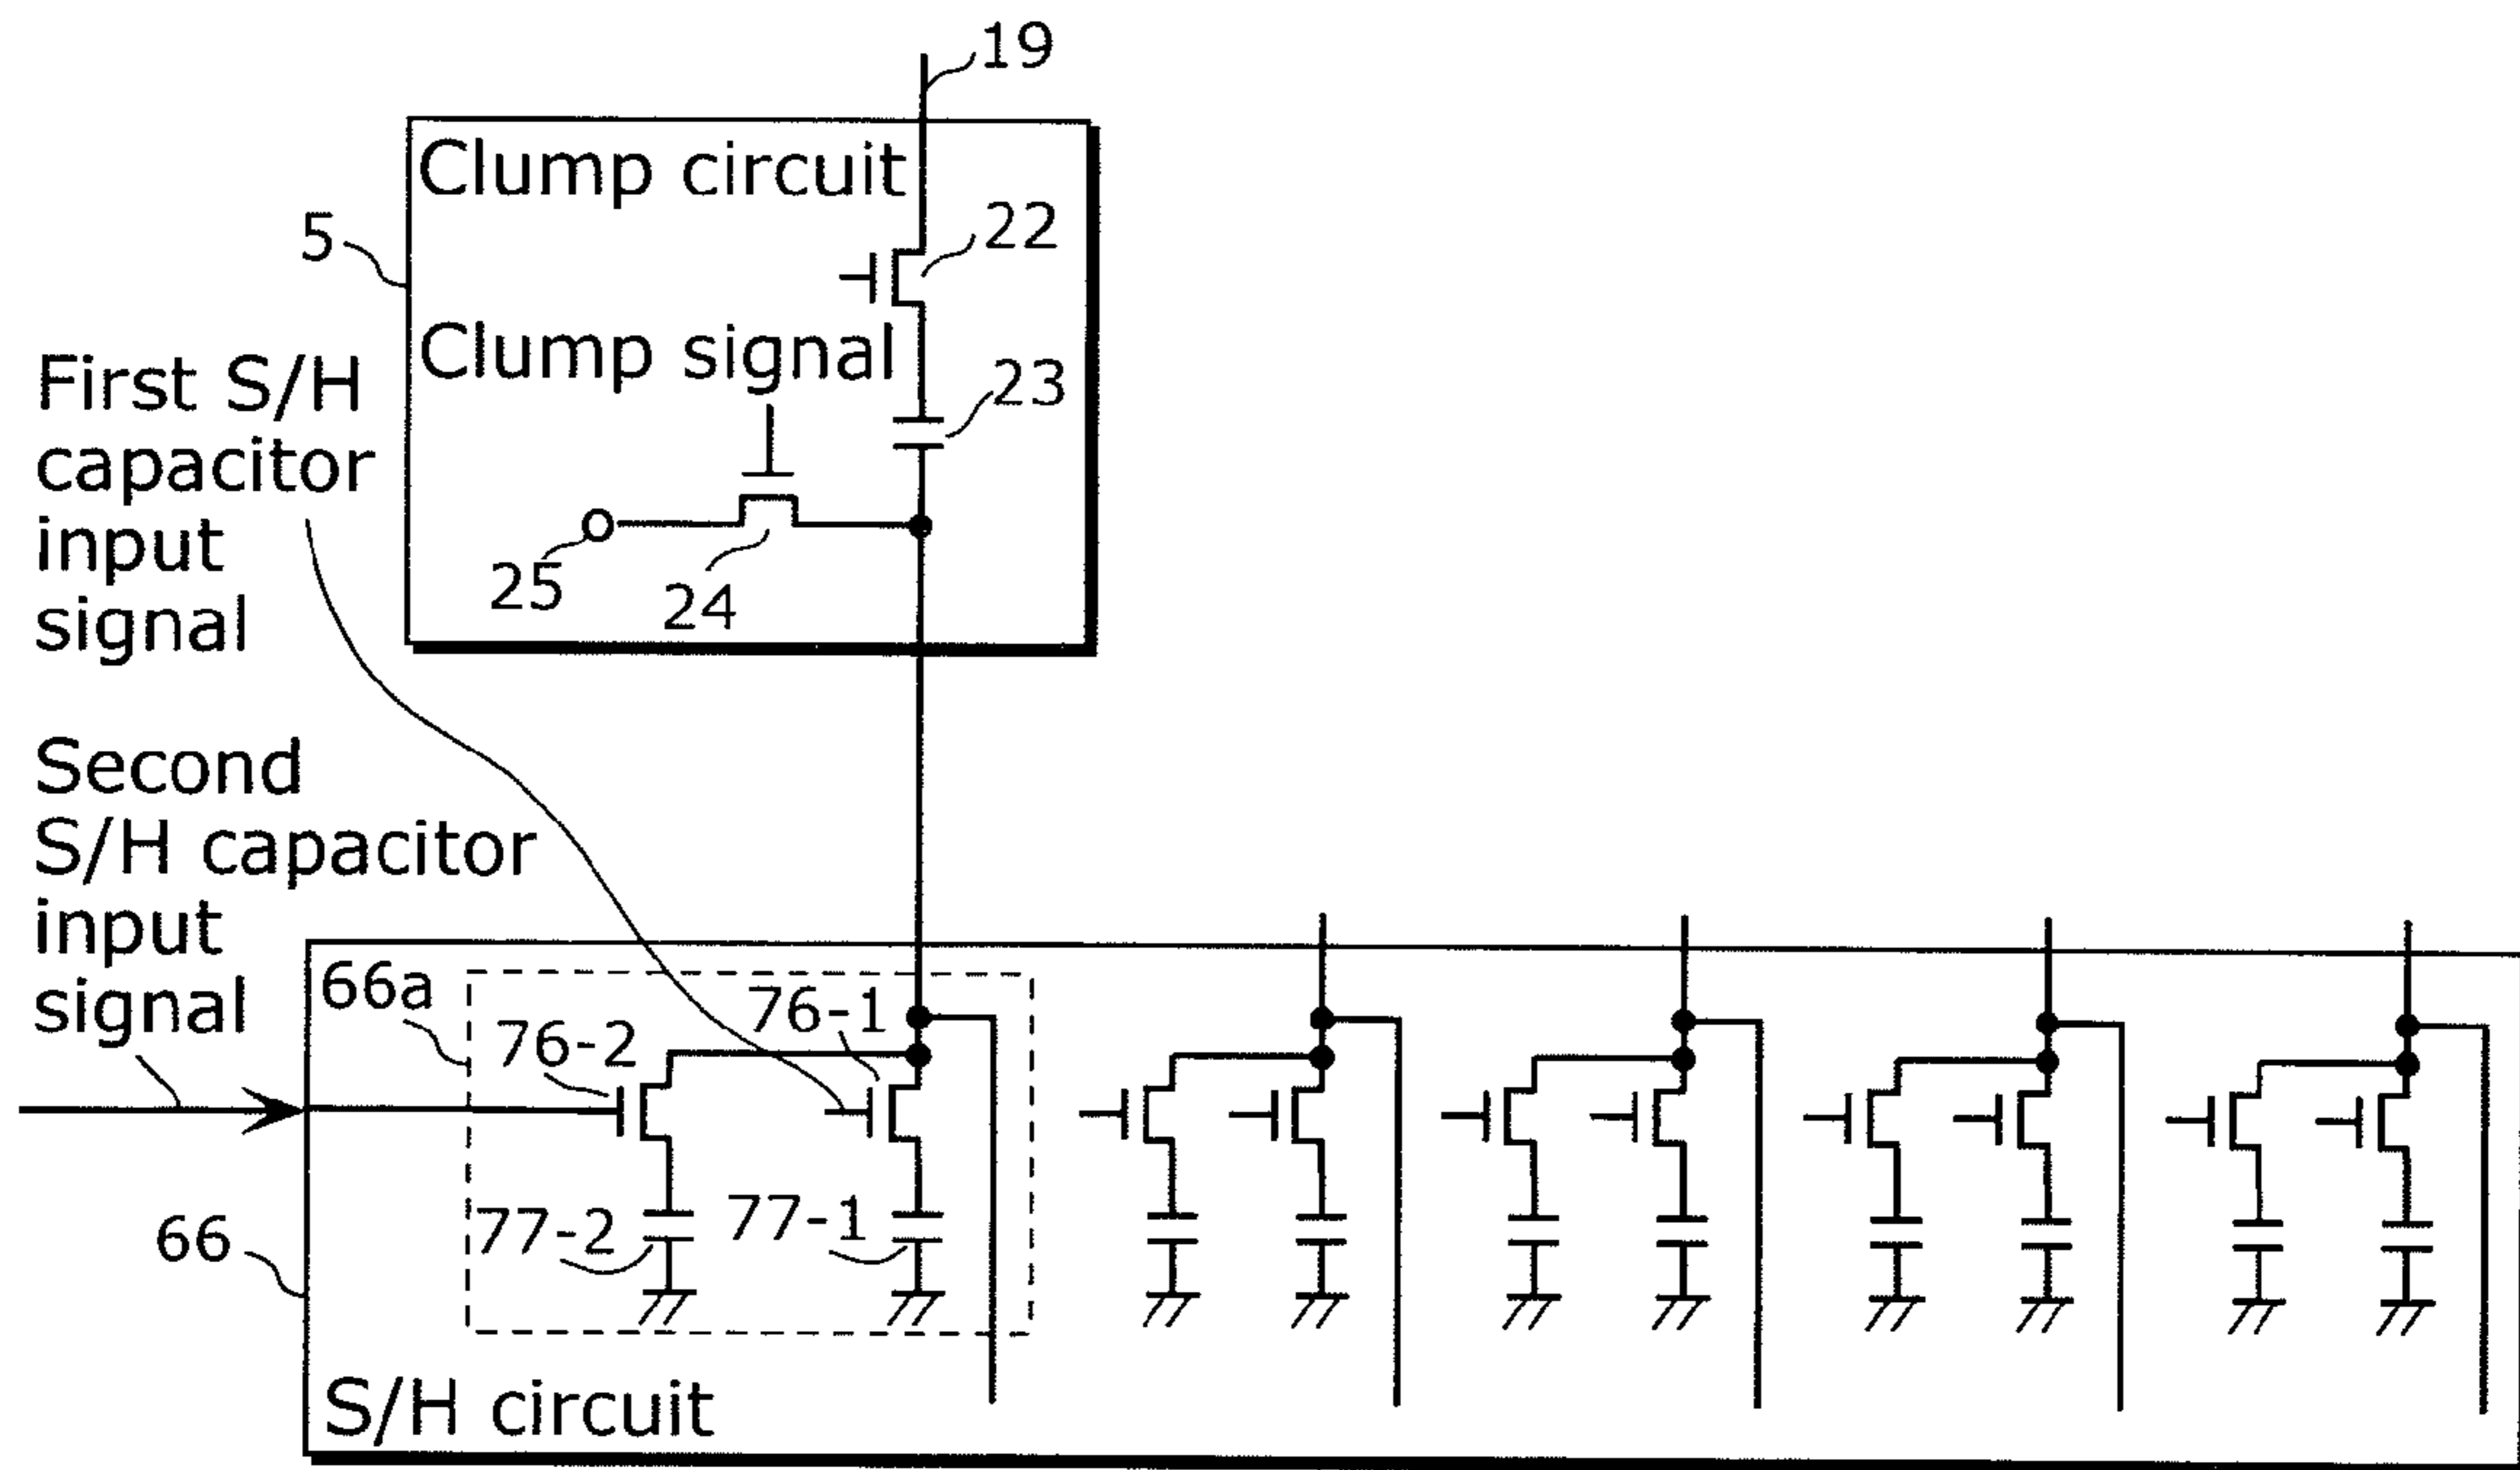 19
Clump circuit
5
22
Clump signal
23
First S/H
capacitor
input
signal
25
24
Second
S/H capacitor
input
signal
66a
76-1
76-2
77-2
77-1
66
S/H circuit